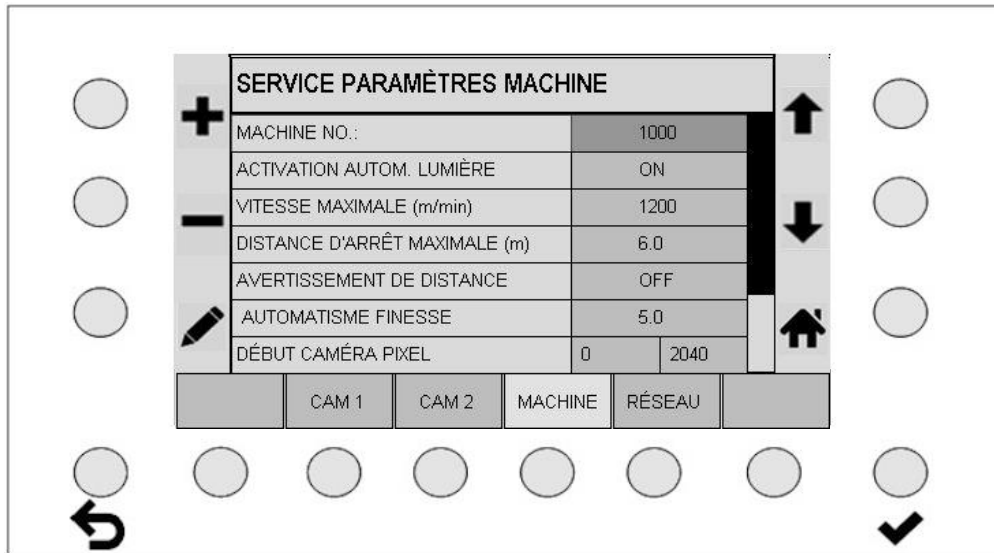 SERVICE PARAMÈTRES MACHINE
MACHINE NO.: 1000
ACTIVATION AUTOM. LUMIÈRE ON
VITESSE MAXIMALE (m/min) 1200
DISTANCE D'ARRÊT MAXIMALE (m) 6.0
AVERTISSEMENT DE DISTANCE OFF
AUTOMATISME FINESSE 5.0
DÉBUT CAMÉRA PIXEL 0 2040
CAM 1 CAM 2 MACHINE RÉSEAU